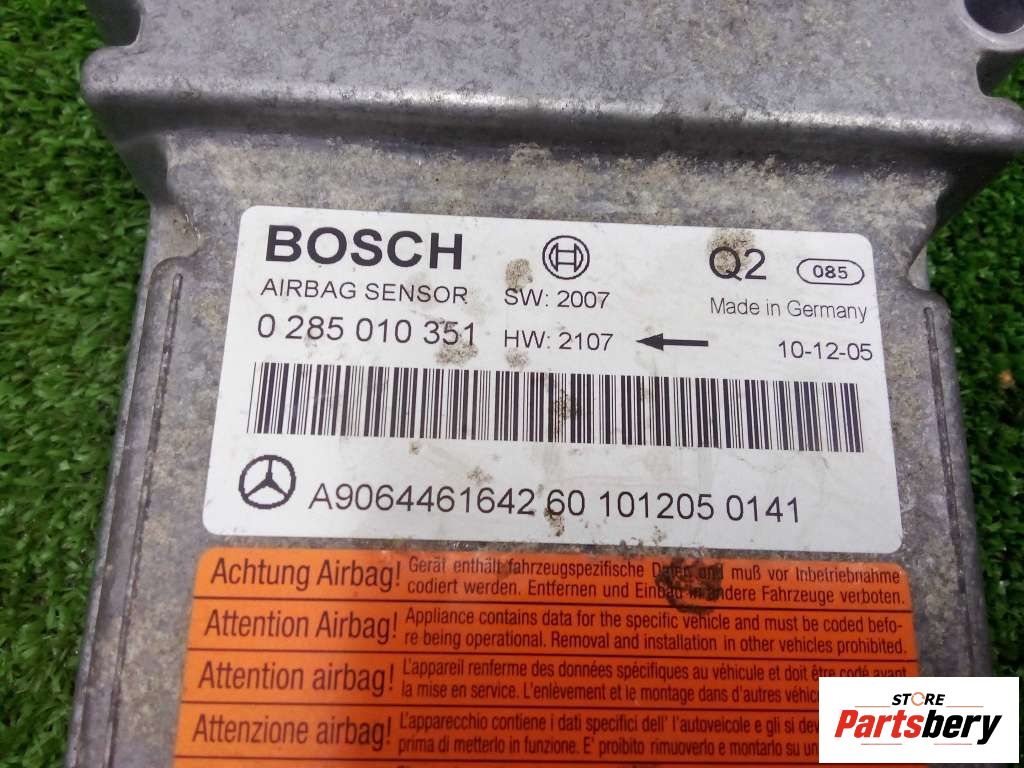 BOSCH Q2 085
AIRBAG SENSOR SW: 2007 Made in Germany
0 285 010 351 HW: 2107 10-12-05
A9064461642 60 1012050 0141
Achtung Airbag! Gerät enthält fahrzeugspezifische Daten und muß vor Inbetriebnahme
codiert werden. Entfernen und Einbau in andere Fahrzeuge verboten.
Attention Airbag! Appliance contains data for the specific vehicle and must be coded befo-
re being operational. Removal and installation in other vehicles prohibited.
Attention airbag! L'appareil renferme des données spécifiques au véhicule et doit être codé avant
la mise en service. L'enlèvement et le montage dans d'autres
Attenzione airbag! L'apparecchio contiene i dati specifici dell' l'autoveicole e gli si
prima di metterlo in funzione. E' proibito rimuoverlo e montarlo su
STORE
Partsbery